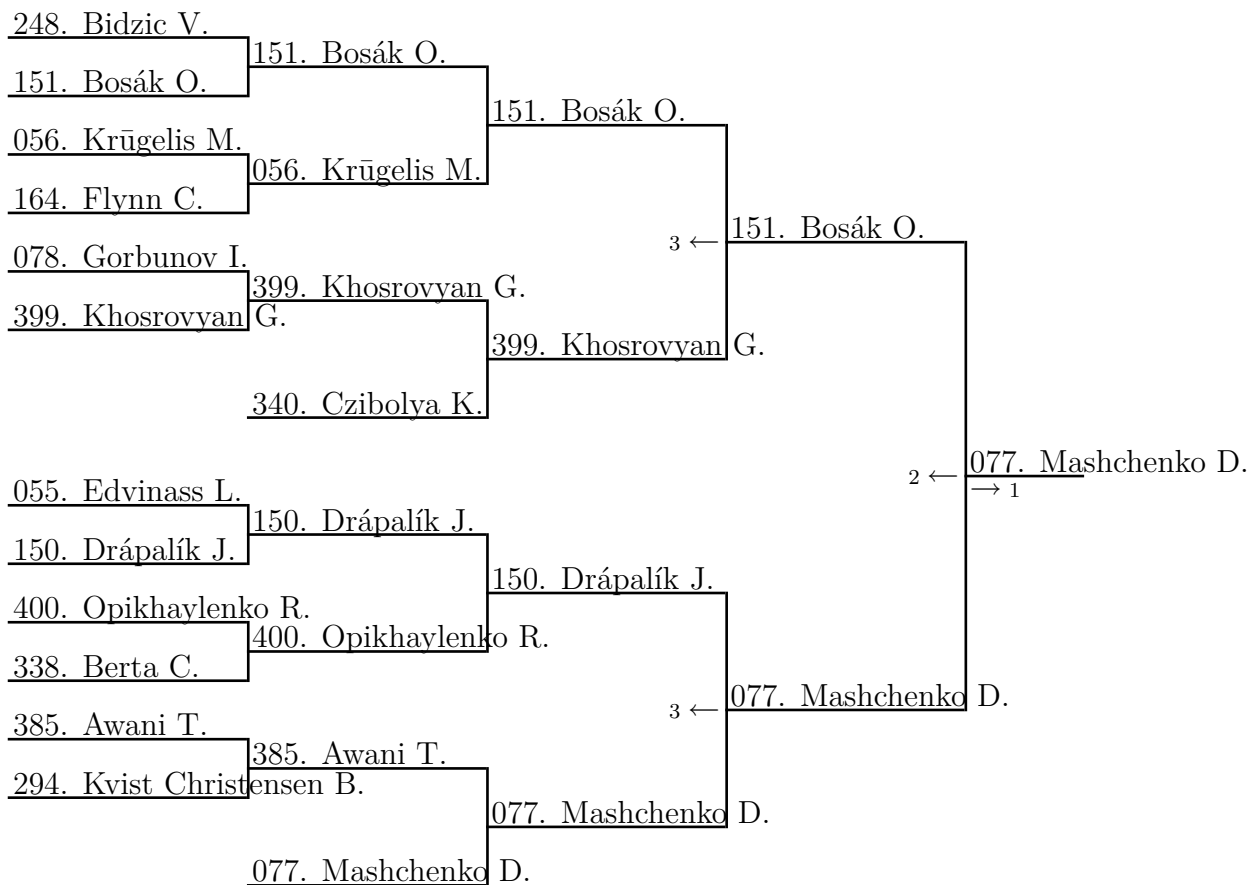 248. Bidzic V.
151. Bosák O.
151. Bosák O.
151. Bosák O.
056. Krūgelis M.
056. Krūgelis M.
164. Flynn C.
3 ← 151. Bosák O.
078. Gorbunov I.
399. Khosrovyan G.
399. Khosrovyan G.
399. Khosrovyan G.
340. Czibolya K.
2 ← 077. Mashchenko D.
→ 1
055. Edvinass L.
150. Drápalík J.
150. Drápalík J.
150. Drápalík J.
400. Opikhaylenko R.
400. Opikhaylenko R.
338. Berta C.
3 ← 077. Mashchenko D.
385. Awani T.
385. Awani T.
294. Kvist Christensen B.
077. Mashchenko D.
077. Mashchenko D.